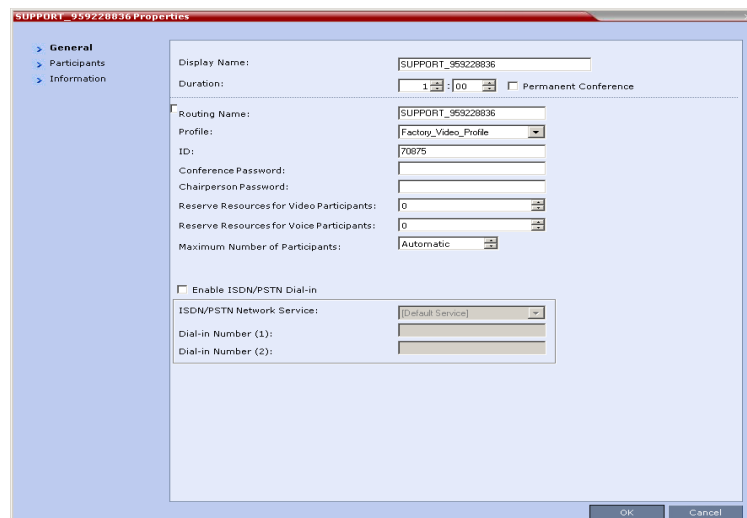 SUPPORT_959228836 Properties
General
Participants
Information
Display Name: SUPPORT_959228836
Duration: 1 : 00 Permanent Conference
Routing Name: SUPPORT_959228836
Profile: Factory_Video_Profile
ID: 70875
Conference Password:
Chairperson Password:
Reserve Resources for Video Participants: 0
Reserve Resources for Voice Participants: 0
Maximum Number of Participants: Automatic
Enable ISDN/PSTN Dial-in
ISDN/PSTN Network Service: [Default Service]
Dial-in Number (1):
Dial-in Number (2):
OK Cancel